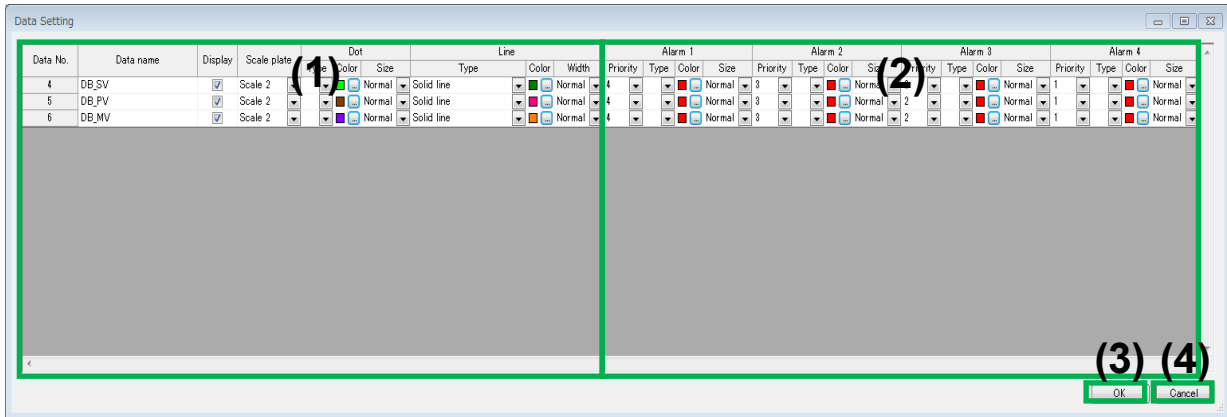 Data Setting
Data No. Data name Display Scale plate Dot Line Alarm 1 Alarm 2 Alarm 3 Alarm 4
Type Color Size Type Color Width Priority Type Color Size Priority Type Color Size Priority Type Color Size Priority Type Color Size
(1) (2)
4 DB_SV Scale 2 Normal Solid line Normal 4 Normal 3 Normal 2 Normal 1 Normal
5 DB_PV Scale 2 Normal Solid line Normal 4 Normal 3 Normal 2 Normal 1 Normal
6 DB_MV Scale 2 Normal Solid line Normal 4 Normal 3 Normal 2 Normal 1 Normal
(3) (4)
OK Cancel